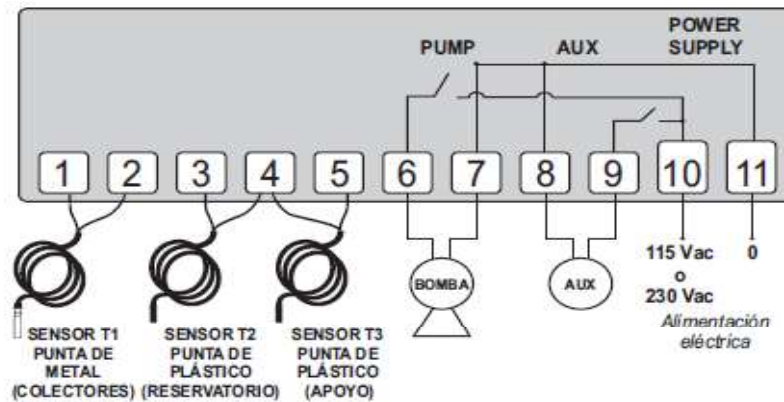 PUMP
AUX
POWER
SUPPLY
1
2
3
4
5
6
7
8
9
10
11
BOMBA
AUX
115 Vac
o
230 Vac
0
Alimentación
eléctrica
SENSOR T1
PUNTA DE
METAL
(COLECTORES)
SENSOR T2
PUNTA DE
PLÁSTICO
(RESERVATORIO)
SENSOR T3
PUNTA DE
PLÁSTICO
(APOYO)